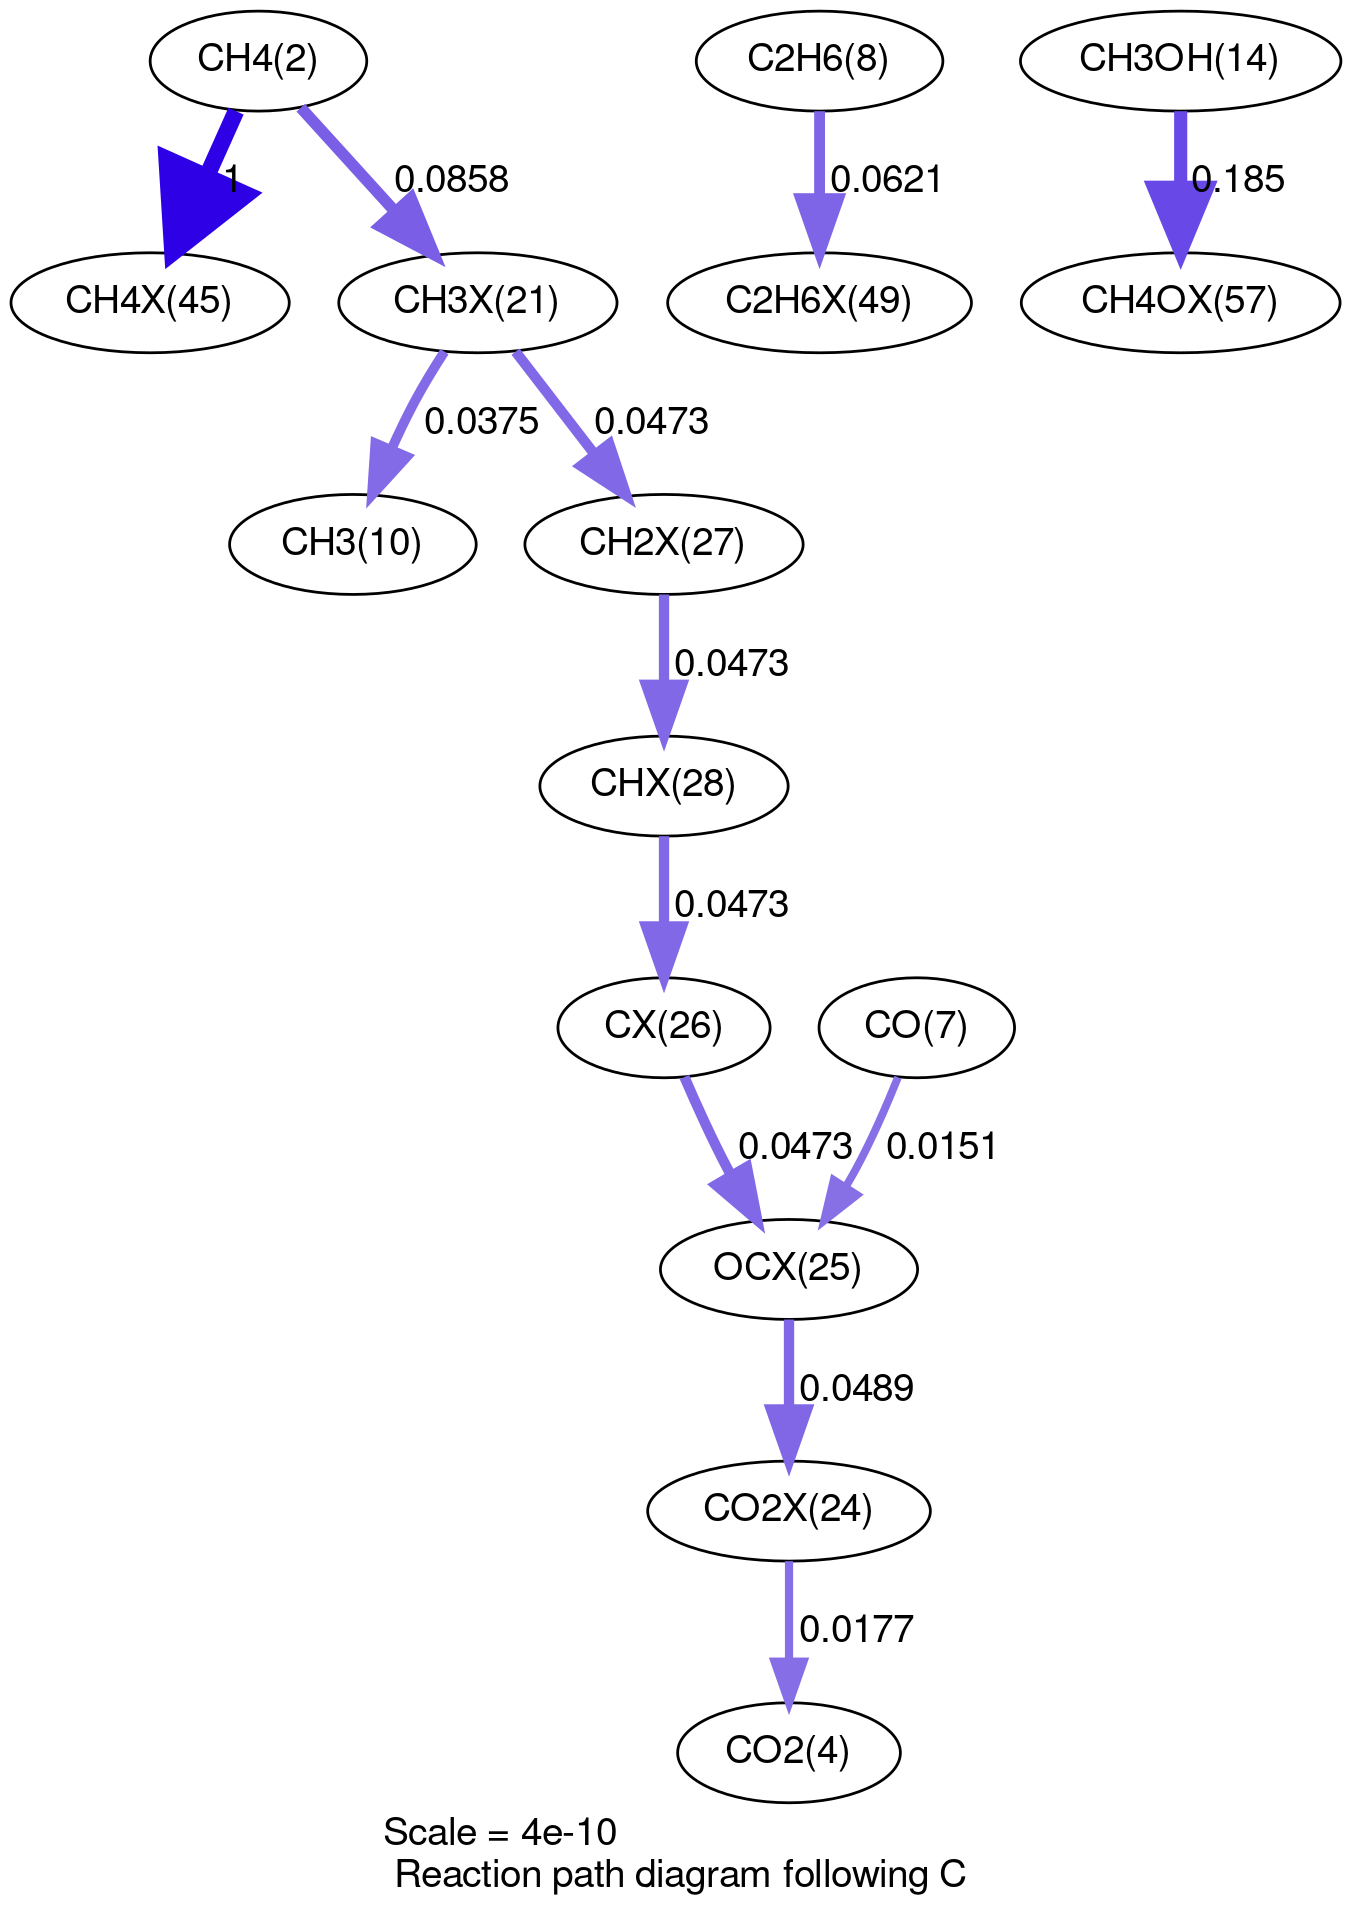 CH4(2)
C2H6(8)
CH3OH(14)
1
0.0858
0.0621
0.185
CH4X(45)
CH3X(21)
C2H6X(49)
CH4OX(57)
0.0375
0.0473
CH3(10)
CH2X(27)
0.0473
CHX(28)
0.0473
CX(26)
CO(7)
0.0473
0.0151
OCX(25)
0.0489
CO2X(24)
0.0177
CO2(4)
Scale = 4e-10
Reaction path diagram following C